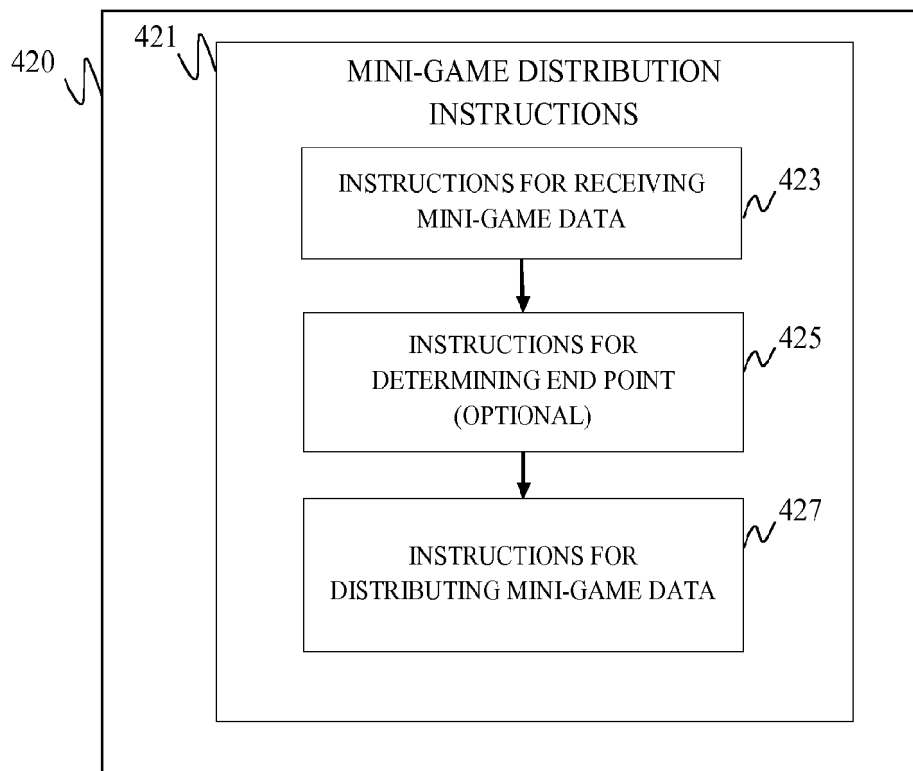 420
421
MINI-GAME DISTRIBUTION
INSTRUCTIONS
INSTRUCTIONS FOR RECEIVING
MINI-GAME DATA
423
INSTRUCTIONS FOR
DETERMINING END POINT
(OPTIONAL)
425
INSTRUCTIONS FOR
DISTRIBUTING MINI-GAME DATA
427